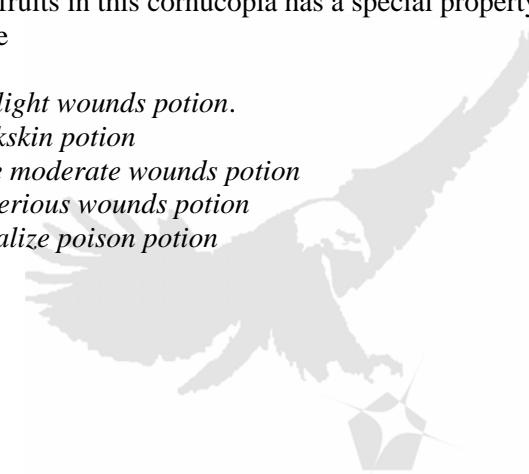 fruits in this cornucopia has a special property
e
light wounds potion.
kskin potion
e moderate wounds potion
erious wounds potion
alize poison potion